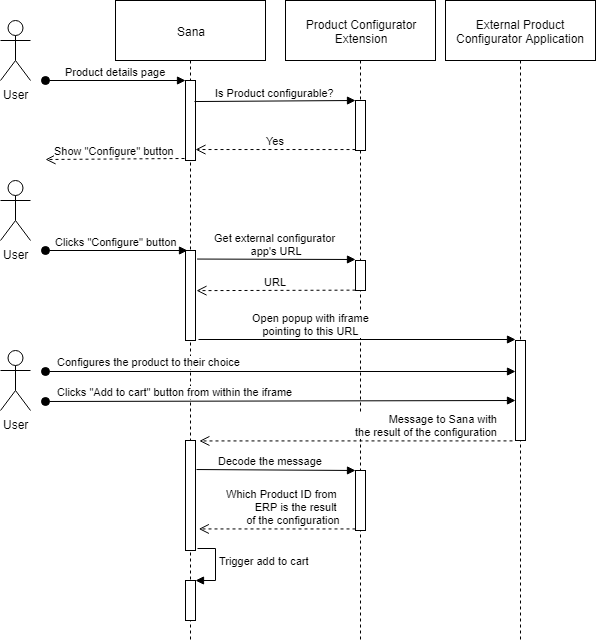 Sana
Product Configurator
Extension
External Product
Configurator Application
User
Product details page
Is Product configurable?
Yes
Show "Configure" button
User
Clicks "Configure" button
Get external configurator
app's URL
URL
Open popup with iframe
pointing to this URL
User
Configures the product to their choice
Clicks "Add to cart" button from within the iframe
Message to Sana with
the result of the configuration
Decode the message
Which Product ID from
ERP is the result
of the configuration
Trigger add to cart